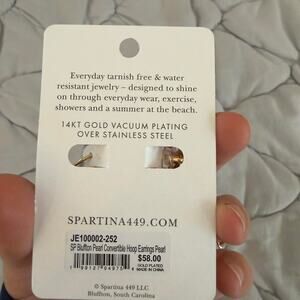 Everyday tarnish free & water
resistant jewelry – designed to shine
on through everyday wear, exercise,
showers and a summer at the beach.
14KT GOLD VACUUM PLATING
OVER STAINLESS STEEL
SPARTINA449.COM
JE100002-252
SP Bluffton Pearl Convertible Hoop Earrings Pearl
$58.00
GOLD PLATED
MADE IN CHINA
© Spartina 449 LLC
Bluffton, South Carolina